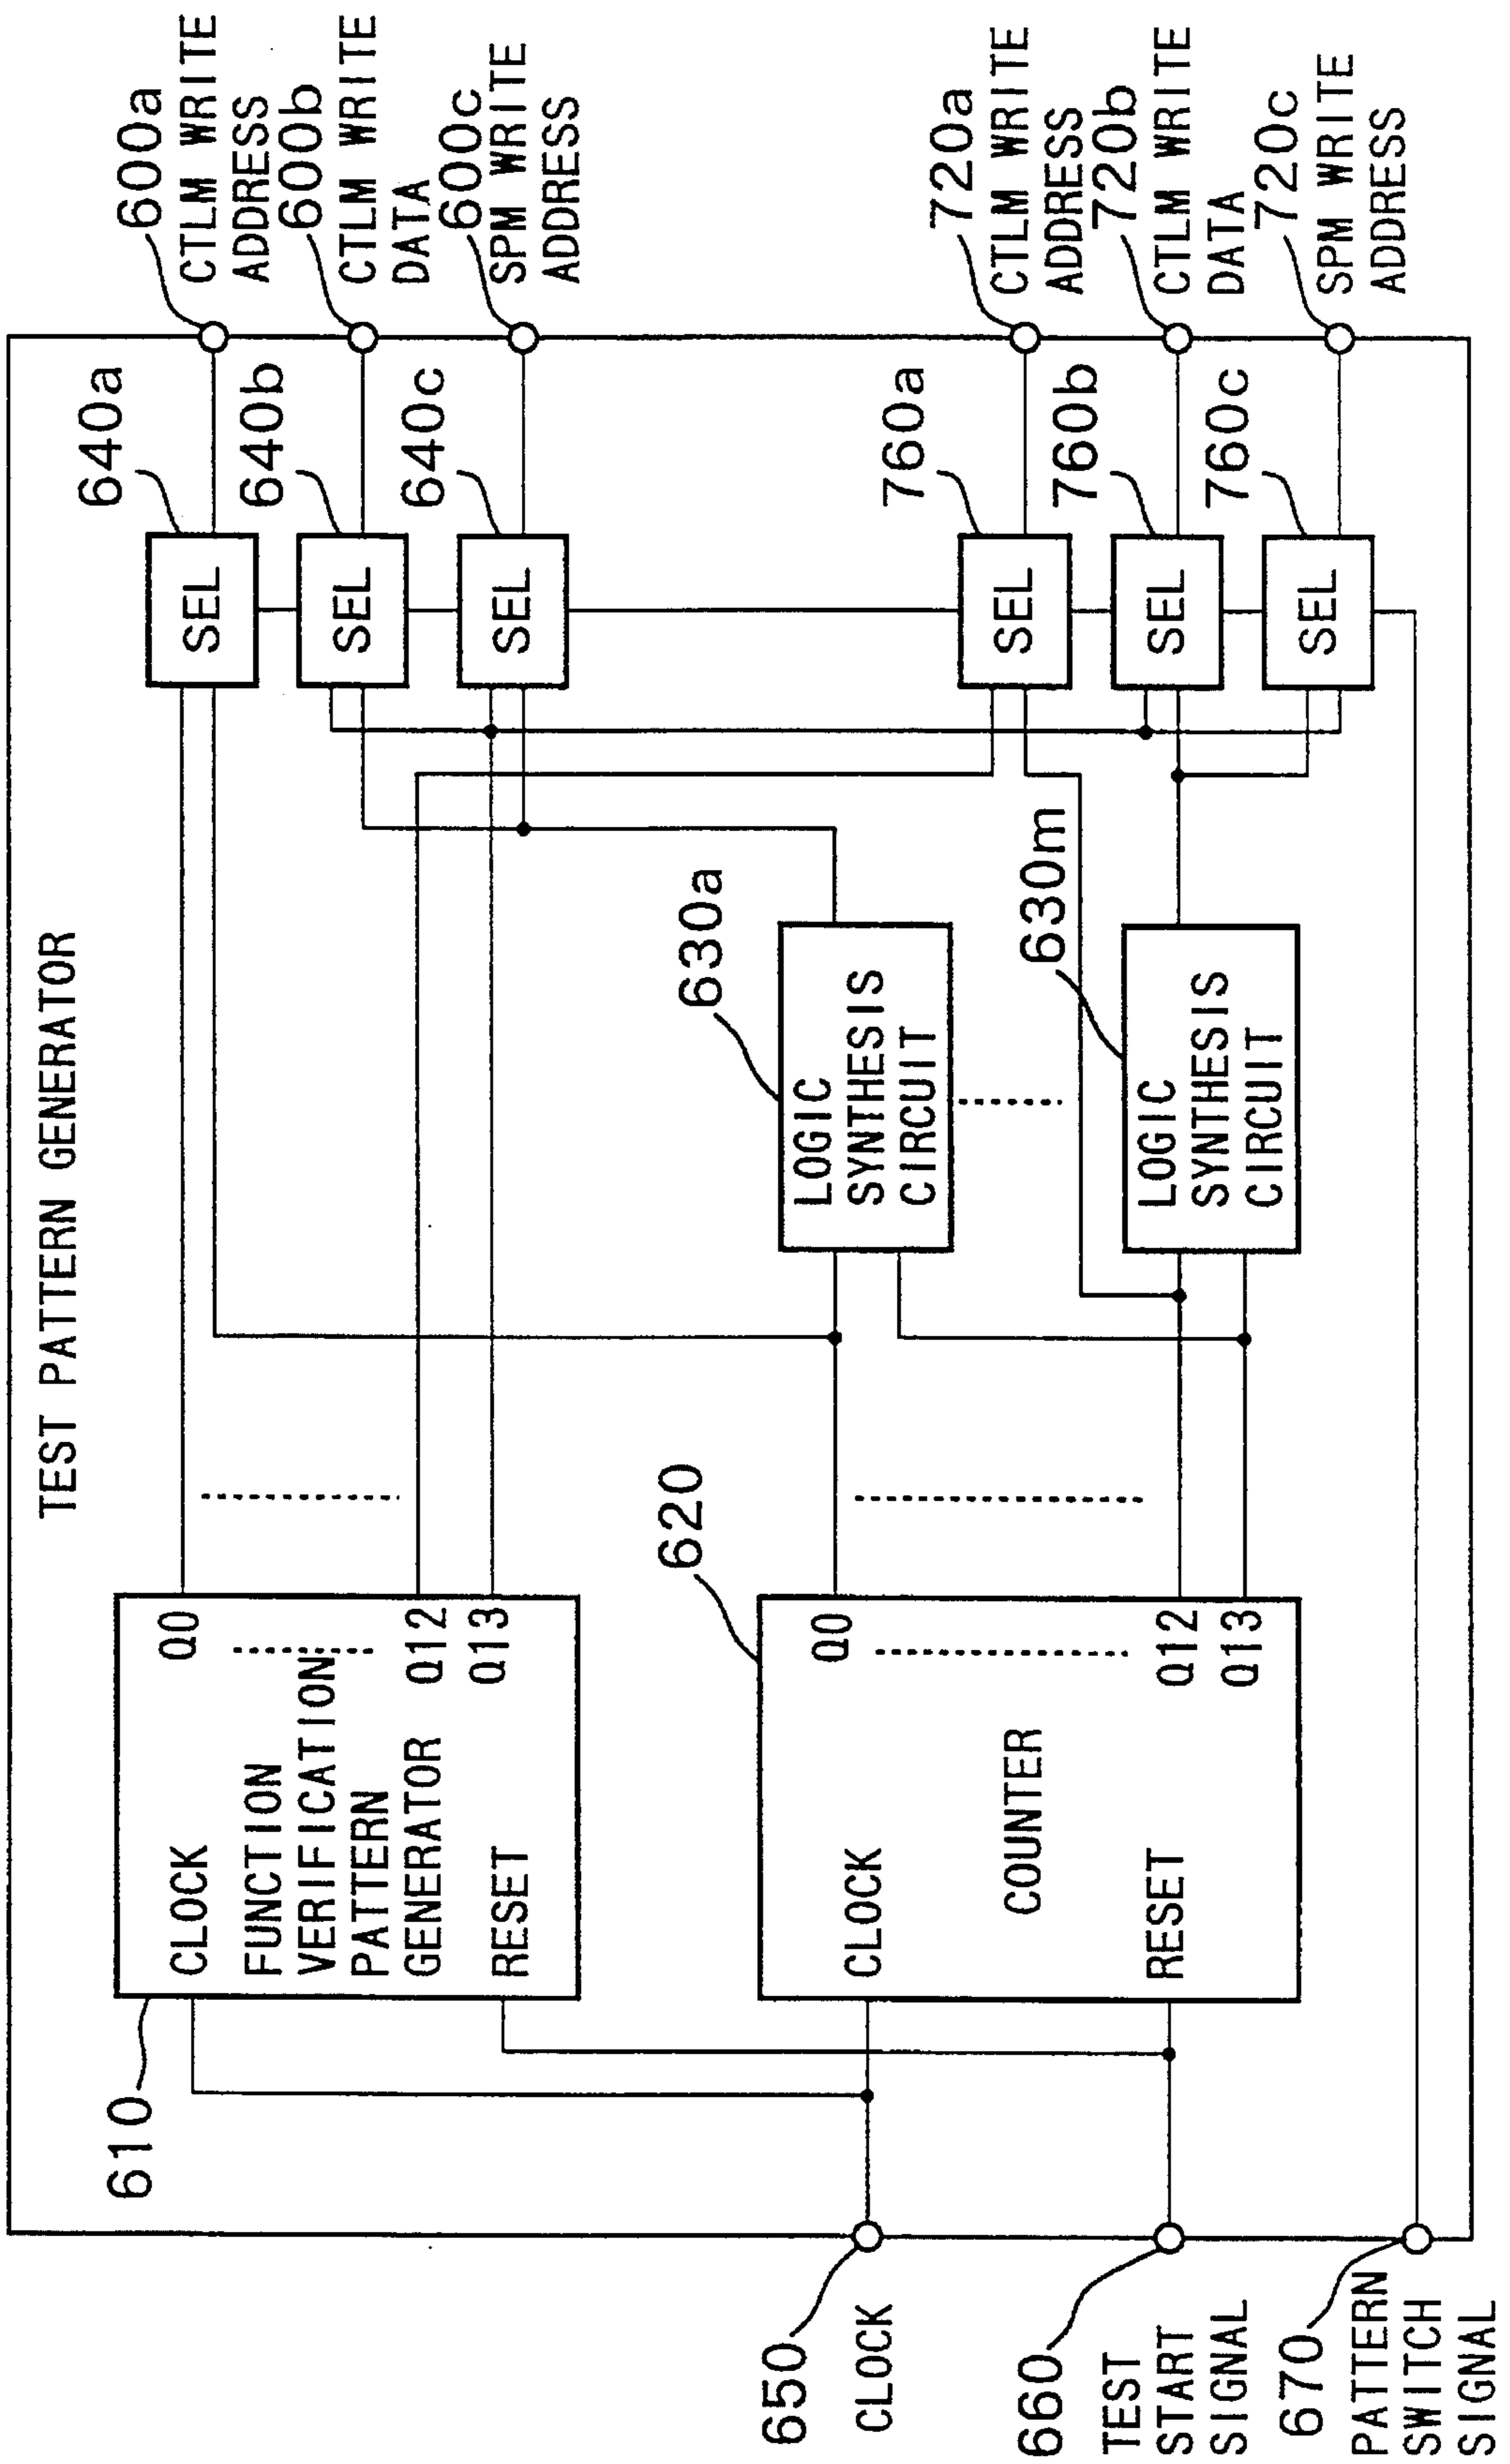 TEST PATTERN GENERATOR
610
CLOCK
FUNCTION
VERIFICATION
PATTERN
GENERATOR
RESET
Q0
Q12
Q13
620
CLOCK
COUNTER
RESET
Q0
Q12
Q13
630a
LOGIC
SYNTHESIS
CIRCUIT
630m
LOGIC
SYNTHESIS
CIRCUIT
640a
SEL
640b
SEL
640c
SEL
760a
SEL
760b
SEL
760c
SEL
600a
CTLM WRITE
ADDRESS
600b
CTLM WRITE
DATA
600c
SPM WRITE
ADDRESS
720a
CTLM WRITE
ADDRESS
720b
CTLM WRITE
DATA
720c
SPM WRITE
ADDRESS
650
CLOCK
660
TEST
START
SIGNAL
670
PATTERN
SWITCH
SIGNAL